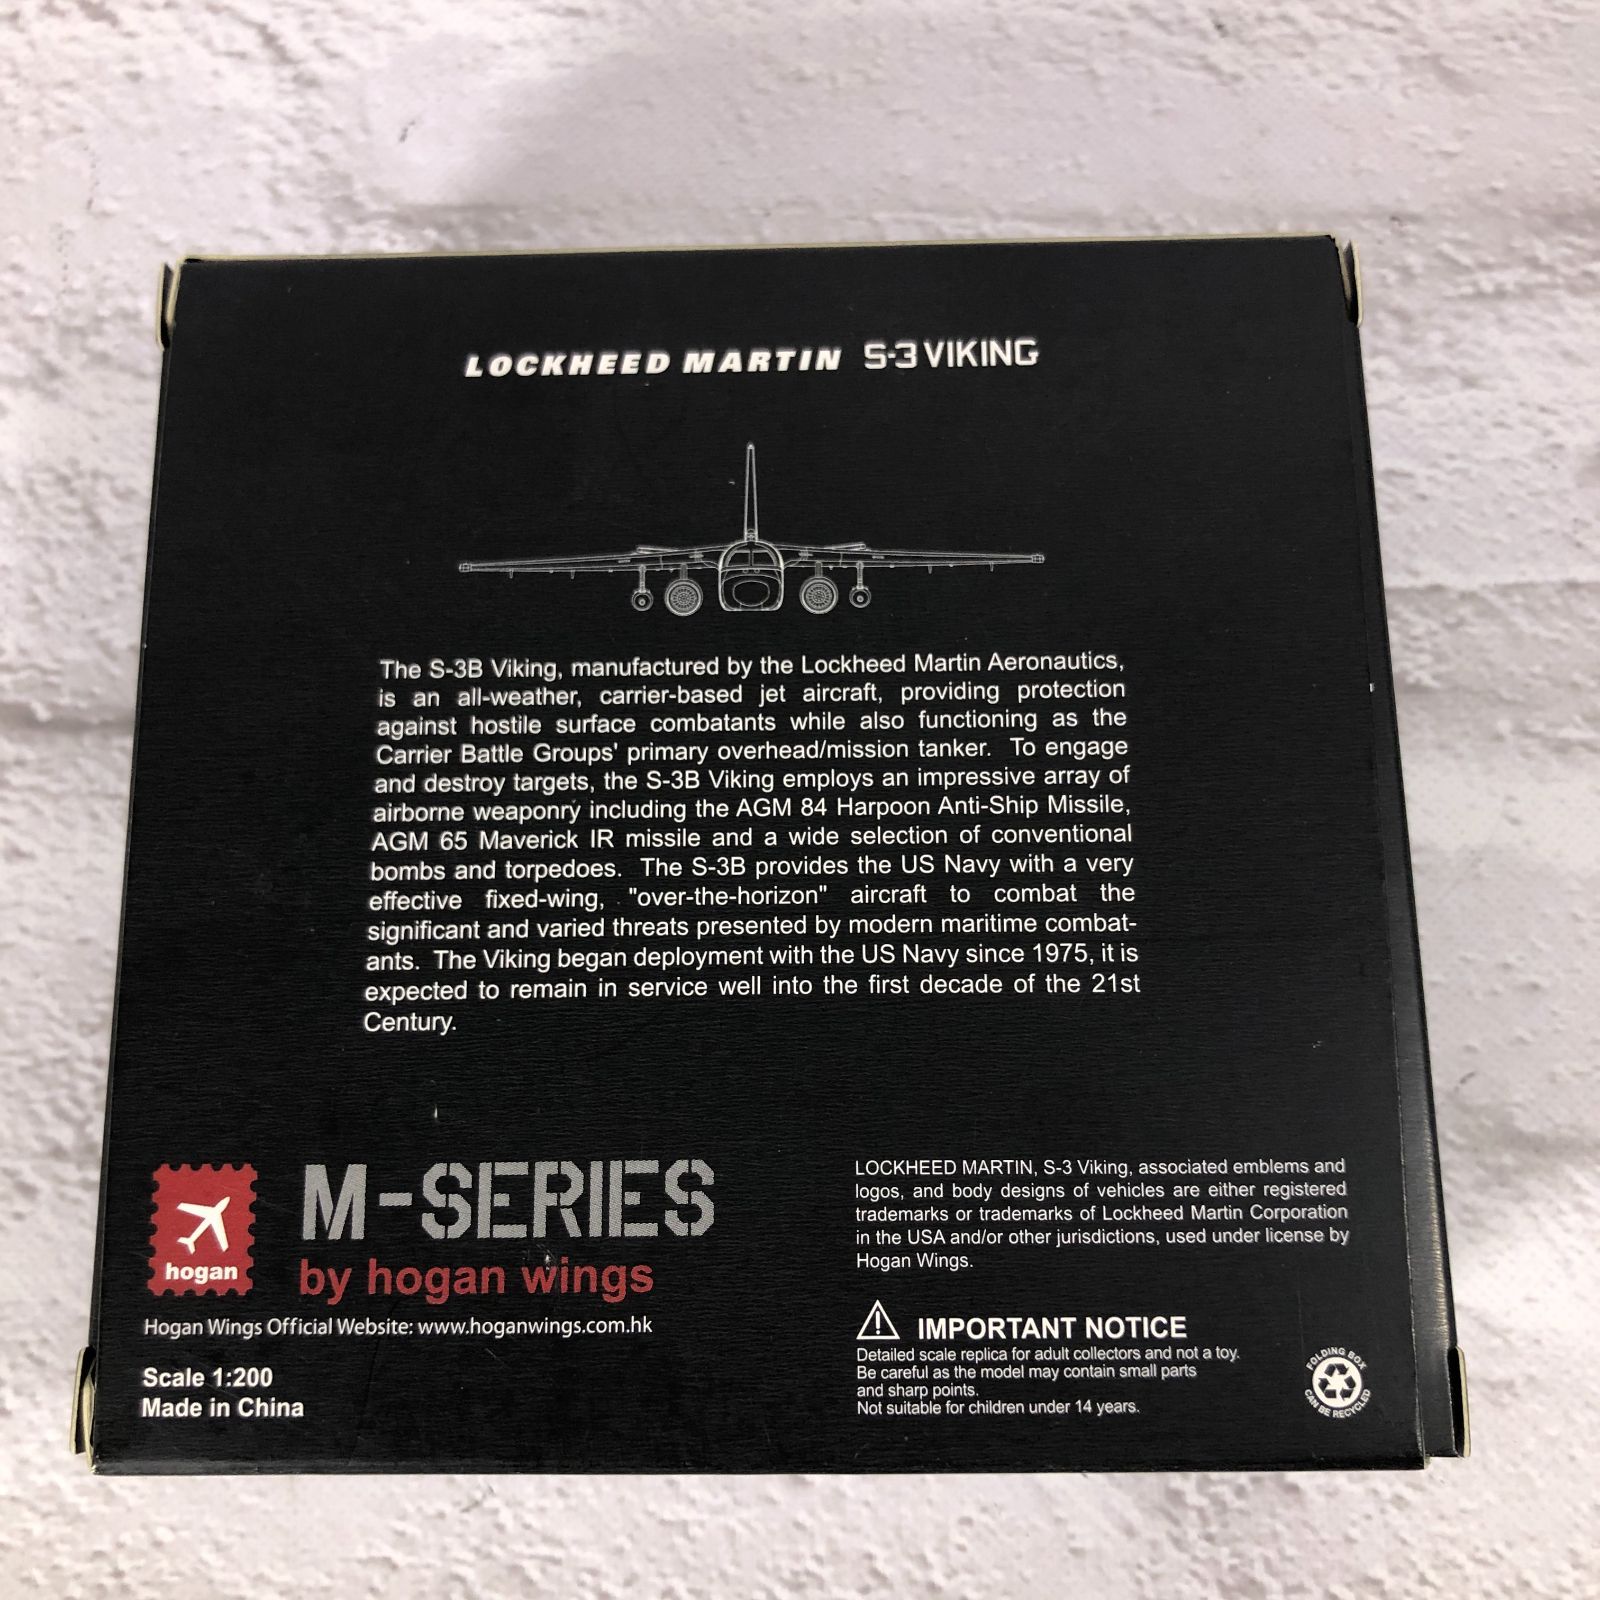 LOCKHEED MARTIN S-3 VIKING
The S-3B Viking, manufactured by the Lockheed Martin Aeronautics,
is an all-weather, carrier-based jet aircraft, providing protection
against hostile surface combatants while also functioning as the
Carrier Battle Groups' primary overhead/mission tanker. To engage
and destroy targets, the S-3B Viking employs an impressive array of
airborne weaponry including the AGM 84 Harpoon Anti-Ship Missile,
AGM 65 Maverick IR missile and a wide selection of conventional
bombs and torpedoes. The S-3B provides the US Navy with a very
effective fixed-wing, "over-the-horizon" aircraft to combat the
significant and varied threats presented by modern maritime combat-
ants. The Viking began deployment with the US Navy since 1975, it is
expected to remain in service well into the first decade of the 21st
Century.
hogan
M-SERIES
by hogan wings
Hogan Wings Official Website: www.hoganwings.com.hk
Scale 1:200
Made in China
LOCKHEED MARTIN, S-3 Viking, associated emblems and
logos, and body designs of vehicles are either registered
trademarks or trademarks of Lockheed Martin Corporation
in the USA and/or other jurisdictions, used under license by
Hogan Wings.
IMPORTANT NOTICE
Detailed scale replica for adult collectors and not a toy.
Be careful as the model may contain small parts
and sharp points.
Not suitable for children under 14 years.
FOLDING BOX
CAN BE RECYCLED